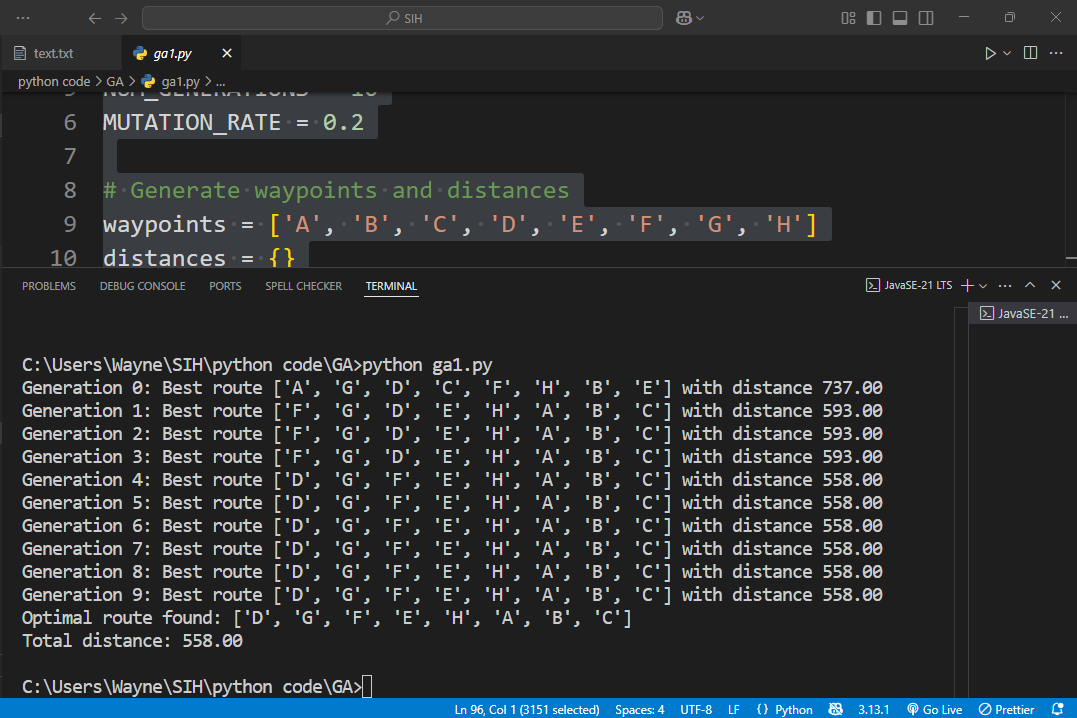 SIH
text.txt
ga1.py
python code > GA > ga1.py > ...
6 MUTATION_RATE = 0.2
7
8 # Generate waypoints and distances
9 waypoints = ['A', 'B', 'C', 'D', 'E', 'F', 'G', 'H']
10 distances = {}
PROBLEMS DEBUG CONSOLE PORTS SPELL CHECKER TERMINAL JavaSE-21 LTS
JavaSE-21 ...
C:\Users\Wayne\SIH\python code\GA>python ga1.py
Generation 0: Best route ['A', 'G', 'D', 'C', 'F', 'H', 'B', 'E'] with distance 737.00
Generation 1: Best route ['F', 'G', 'D', 'E', 'H', 'A', 'B', 'C'] with distance 593.00
Generation 2: Best route ['F', 'G', 'D', 'E', 'H', 'A', 'B', 'C'] with distance 593.00
Generation 3: Best route ['F', 'G', 'D', 'E', 'H', 'A', 'B', 'C'] with distance 593.00
Generation 4: Best route ['D', 'G', 'F', 'E', 'H', 'A', 'B', 'C'] with distance 558.00
Generation 5: Best route ['D', 'G', 'F', 'E', 'H', 'A', 'B', 'C'] with distance 558.00
Generation 6: Best route ['D', 'G', 'F', 'E', 'H', 'A', 'B', 'C'] with distance 558.00
Generation 7: Best route ['D', 'G', 'F', 'E', 'H', 'A', 'B', 'C'] with distance 558.00
Generation 8: Best route ['D', 'G', 'F', 'E', 'H', 'A', 'B', 'C'] with distance 558.00
Generation 9: Best route ['D', 'G', 'F', 'E', 'H', 'A', 'B', 'C'] with distance 558.00
Optimal route found: ['D', 'G', 'F', 'E', 'H', 'A', 'B', 'C']
Total distance: 558.00
C:\Users\Wayne\SIH\python code\GA>
Ln 96, Col 1 (3151 selected) Spaces: 4 UTF-8 LF {} Python 3.13.1 Go Live Prettier